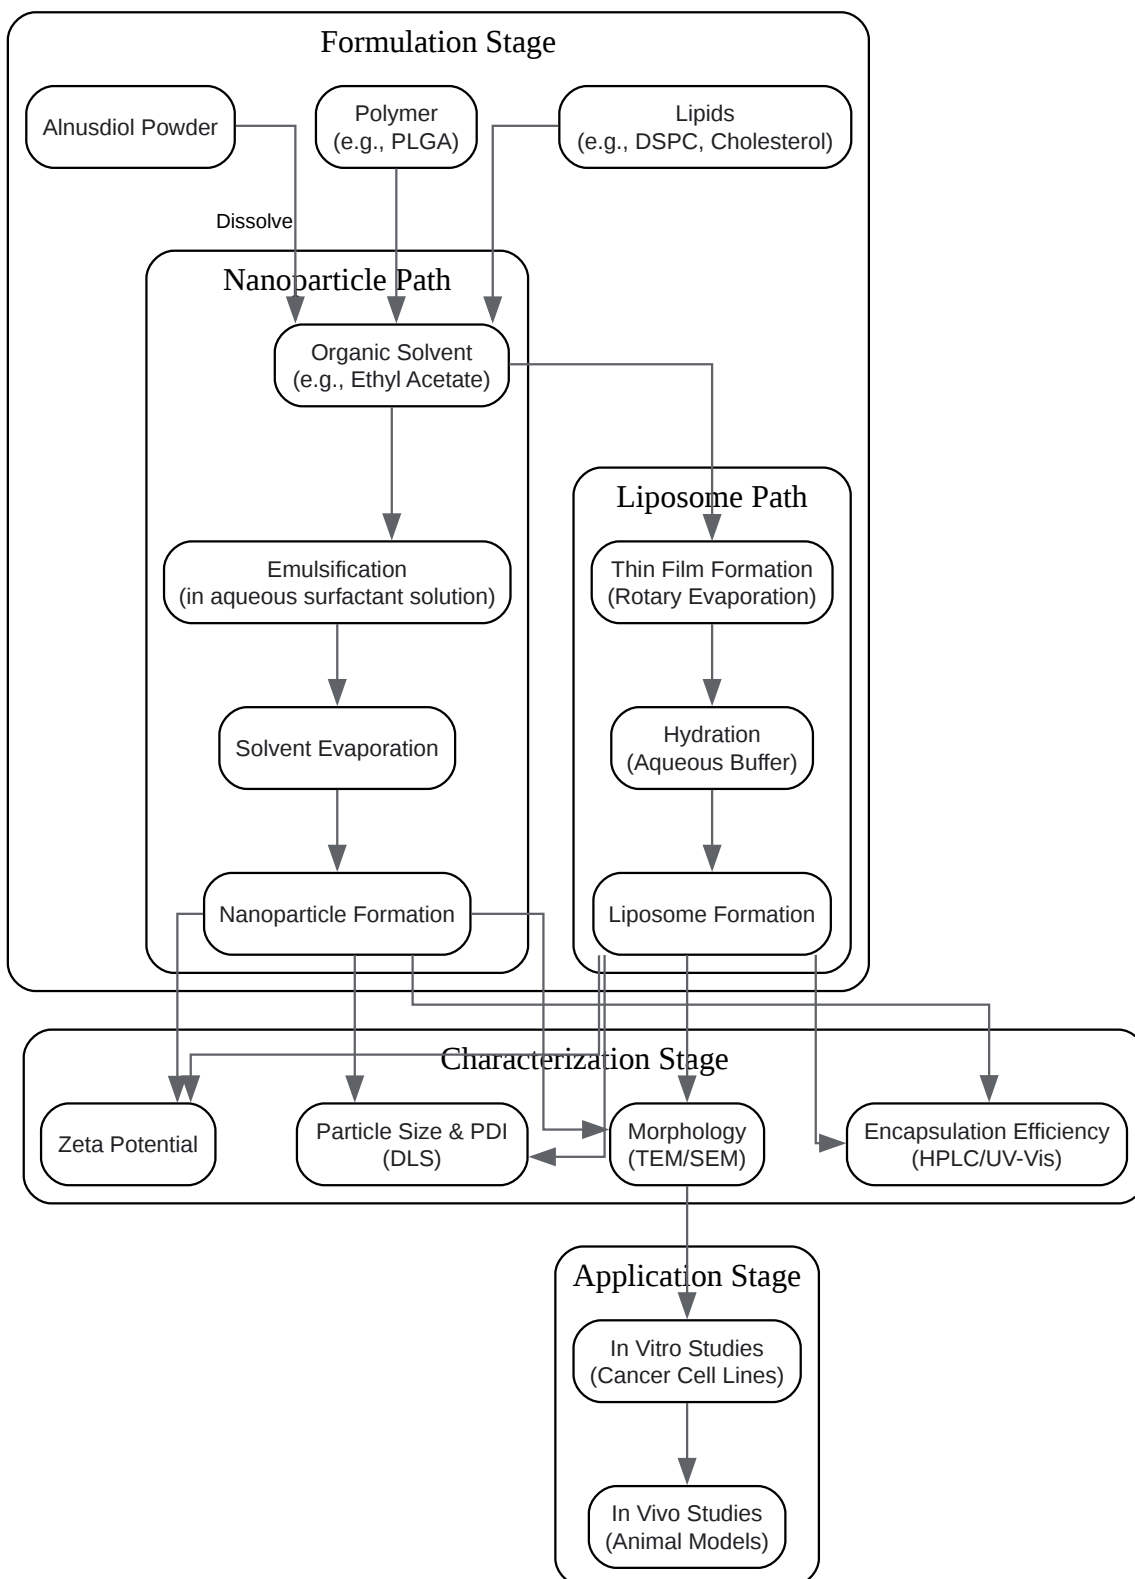 Formulation Stage
Alnusdiol Powder
Polymer
(e.g., PLGA)
Lipids
(e.g., DSPC, Cholesterol)
Dissolve
Nanoparticle Path
Organic Solvent
(e.g., Ethyl Acetate)
Liposome Path
Emulsification
(in aqueous surfactant solution)
Thin Film Formation
(Rotary Evaporation)
Solvent Evaporation
Hydration
(Aqueous Buffer)
Nanoparticle Formation
Liposome Formation
Characterization Stage
Zeta Potential
Particle Size & PDI
(DLS)
Morphology
(TEM/SEM)
Encapsulation Efficiency
(HPLC/UV-Vis)
Application Stage
In Vitro Studies
(Cancer Cell Lines)
In Vivo Studies
(Animal Models)